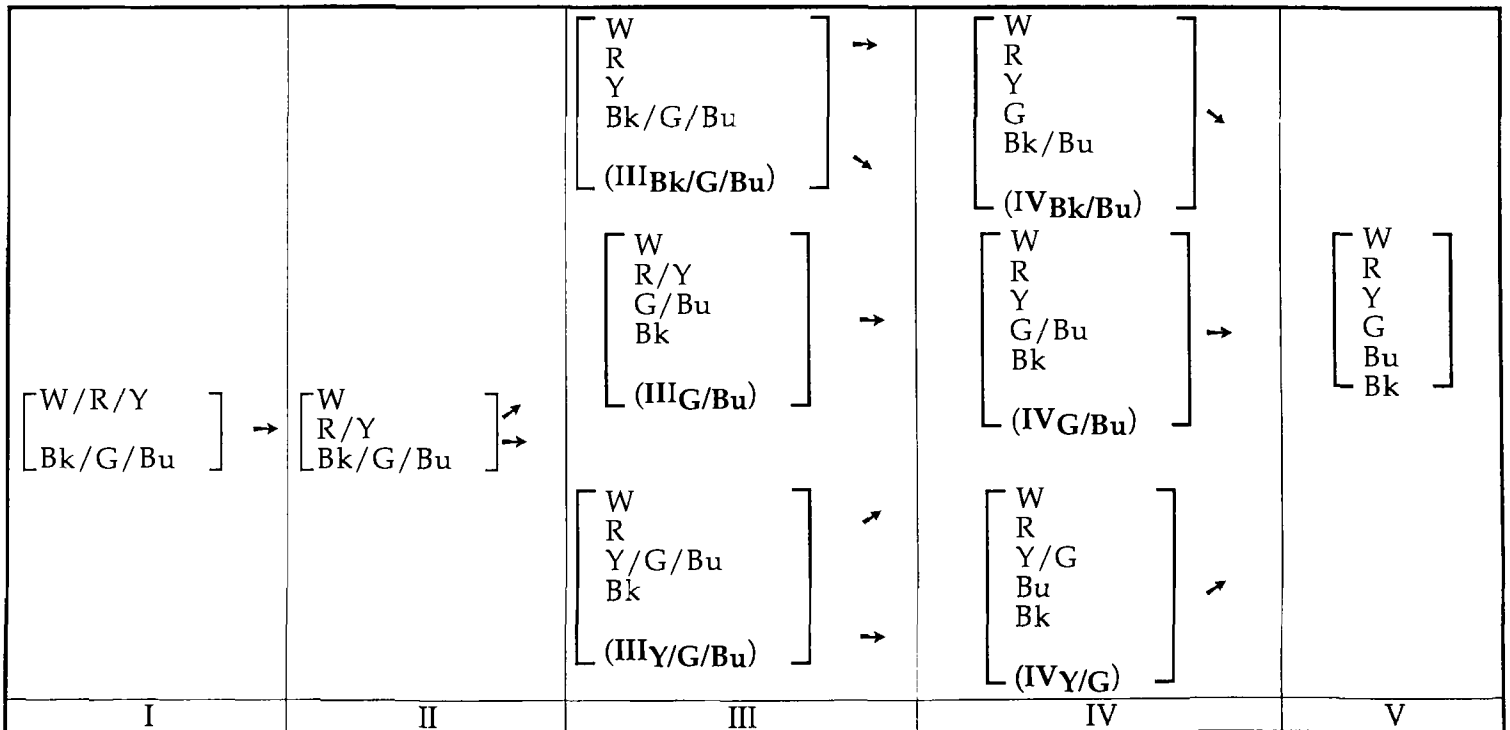 W/R/Y
Bk/G/Bu
W
R/Y
Bk/G/Bu
W
R
Y
Bk/G/Bu
(IIIBk/G/Bu)
W
R/Y
G/Bu
Bk
(IIIG/Bu)
W
R
Y/G/Bu
Bk
(IIIY/G/Bu)
W
R
Y
G
Bk/Bu
(IVBk/Bu)
W
R
Y
G/Bu
Bk
(IVG/Bu)
W
R
Y/G
Bu
Bk
(IVY/G)
W
R
Y
G
Bu
Bk
I II III IV V